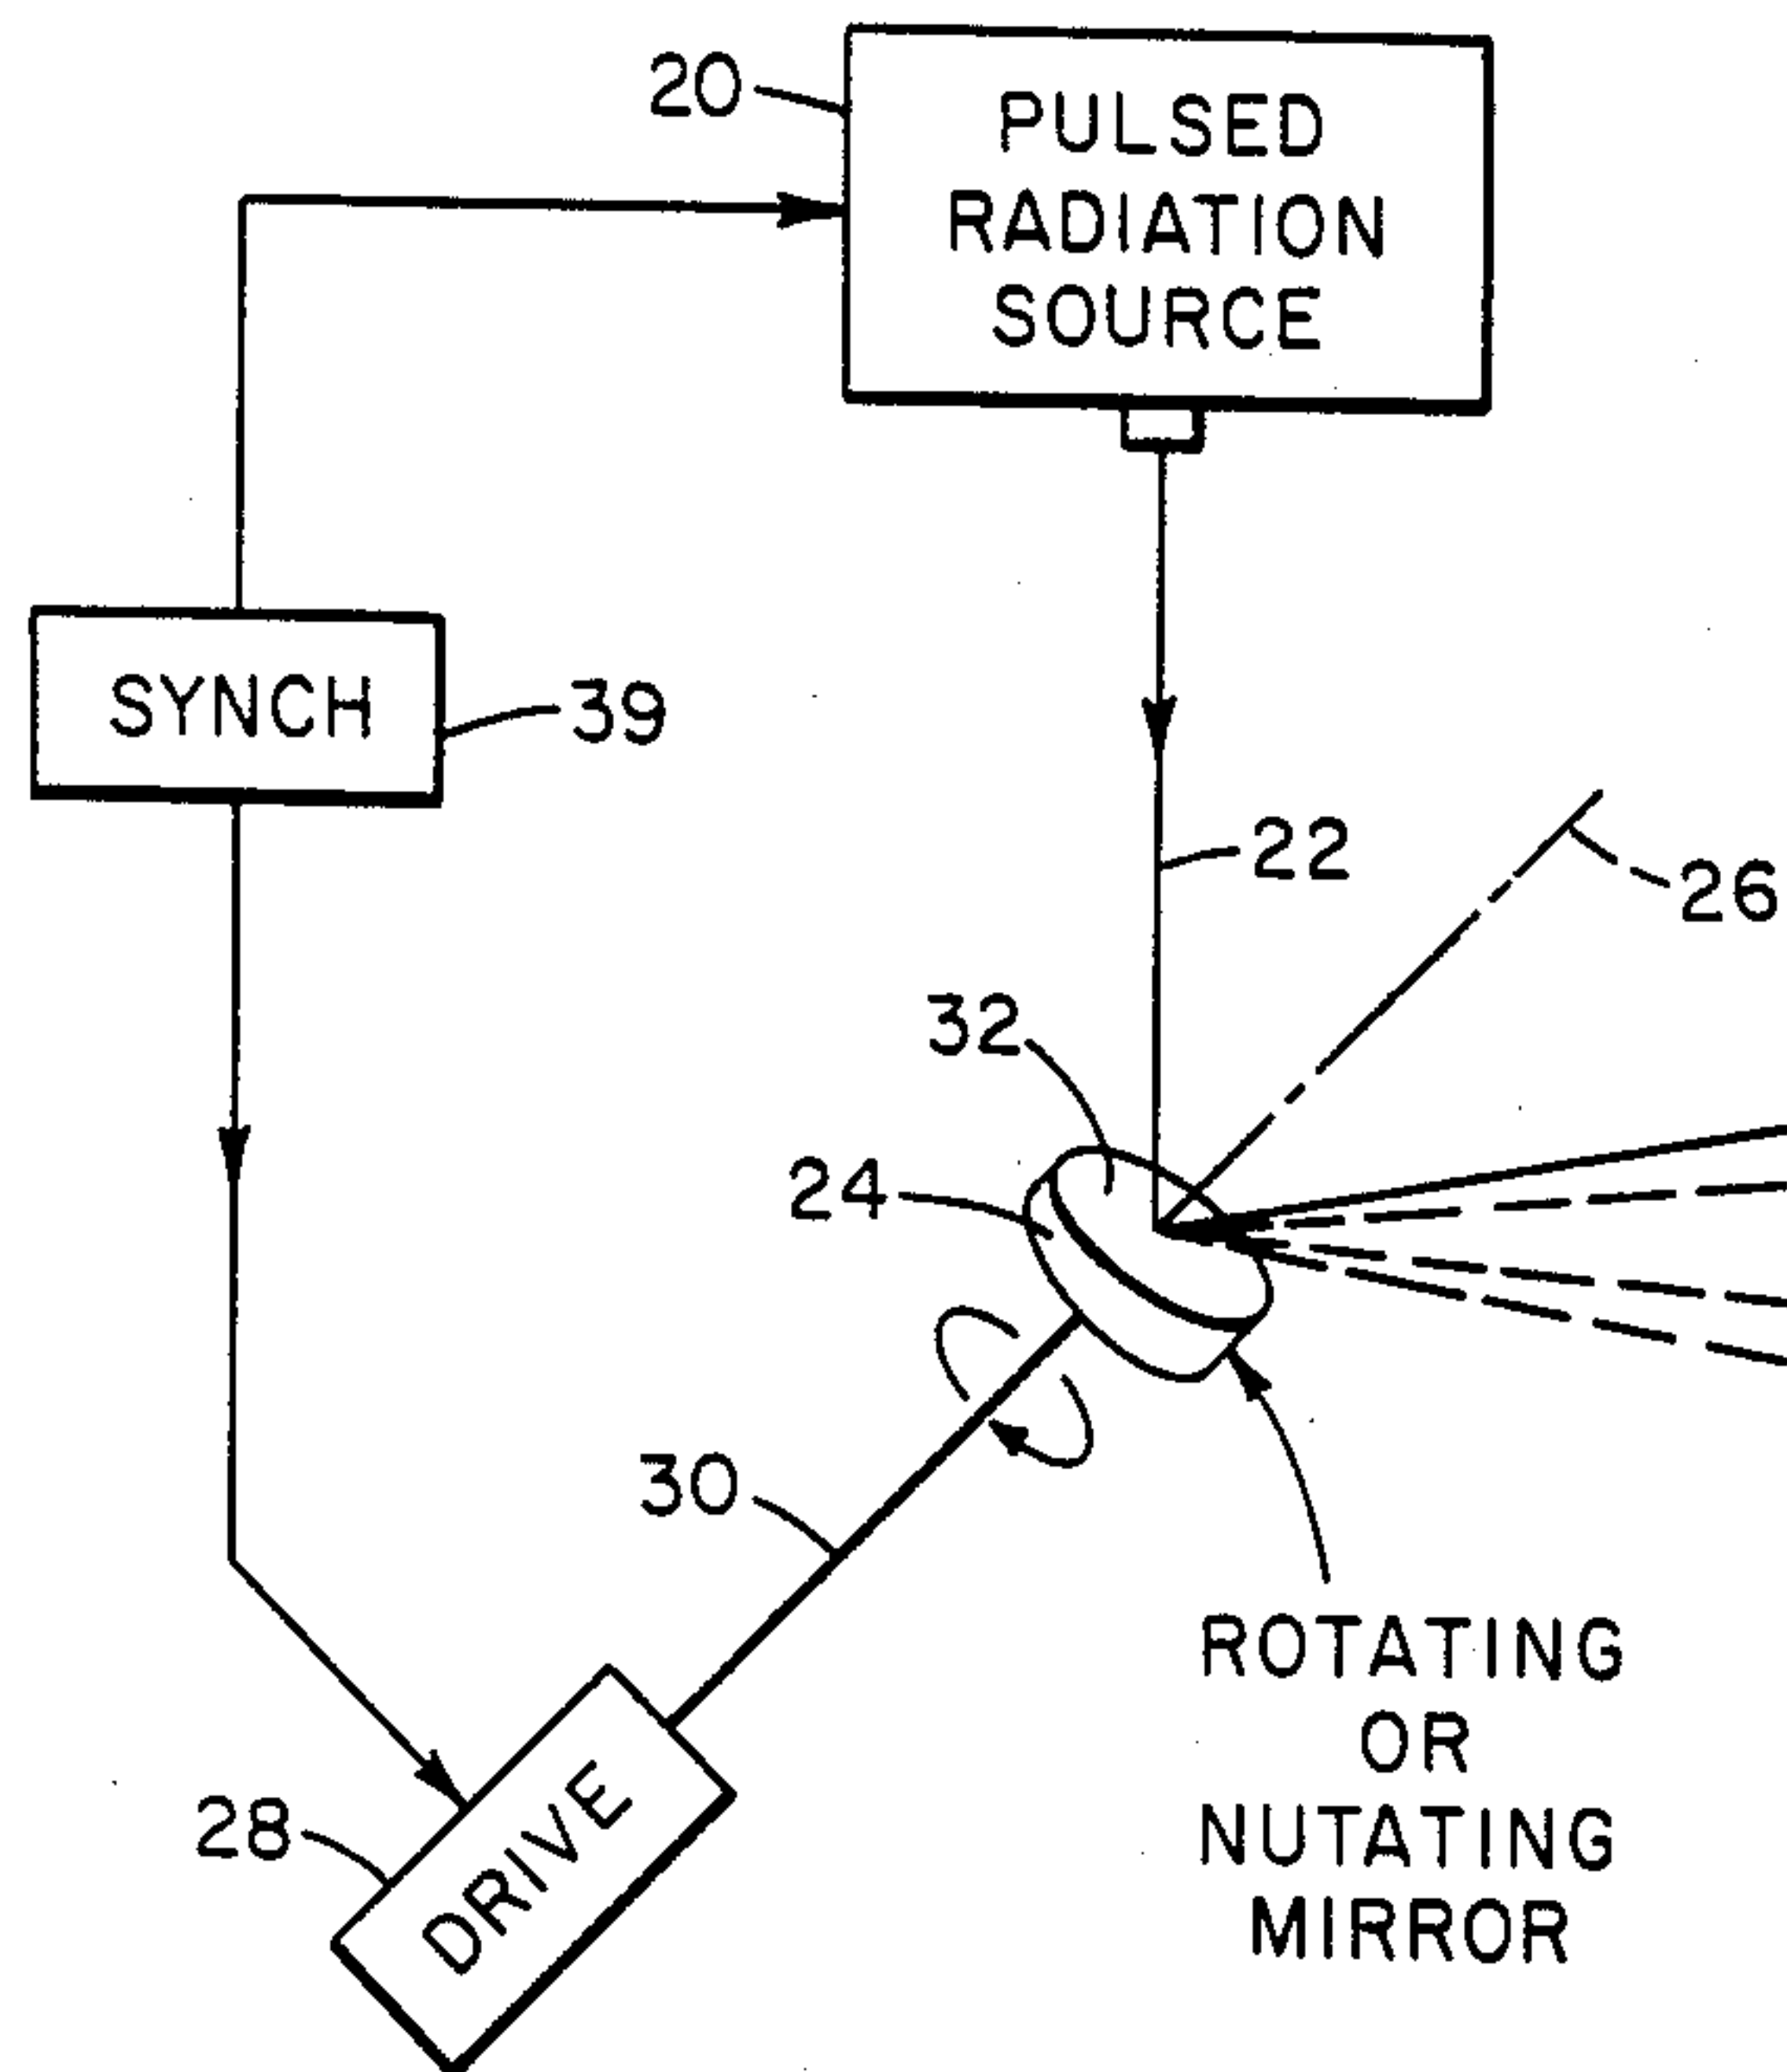 20
PULSED
RADIATION
SOURCE
SYNCH
39
22
26
32
24
30
ROTATING
OR
NUTATING
MIRROR
28
DRIVE